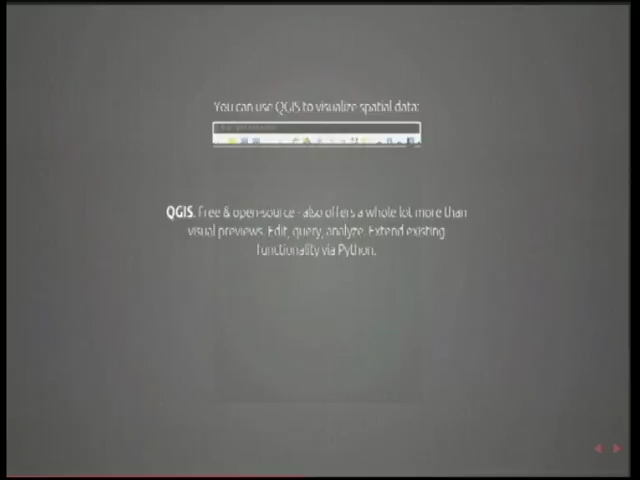 You can use QGIS to visualize spatial data:
QGIS. Free & open-source - also offers a whole lot more than
visual previews. Edit, query, analyze. Extend existing
functionality via Python.